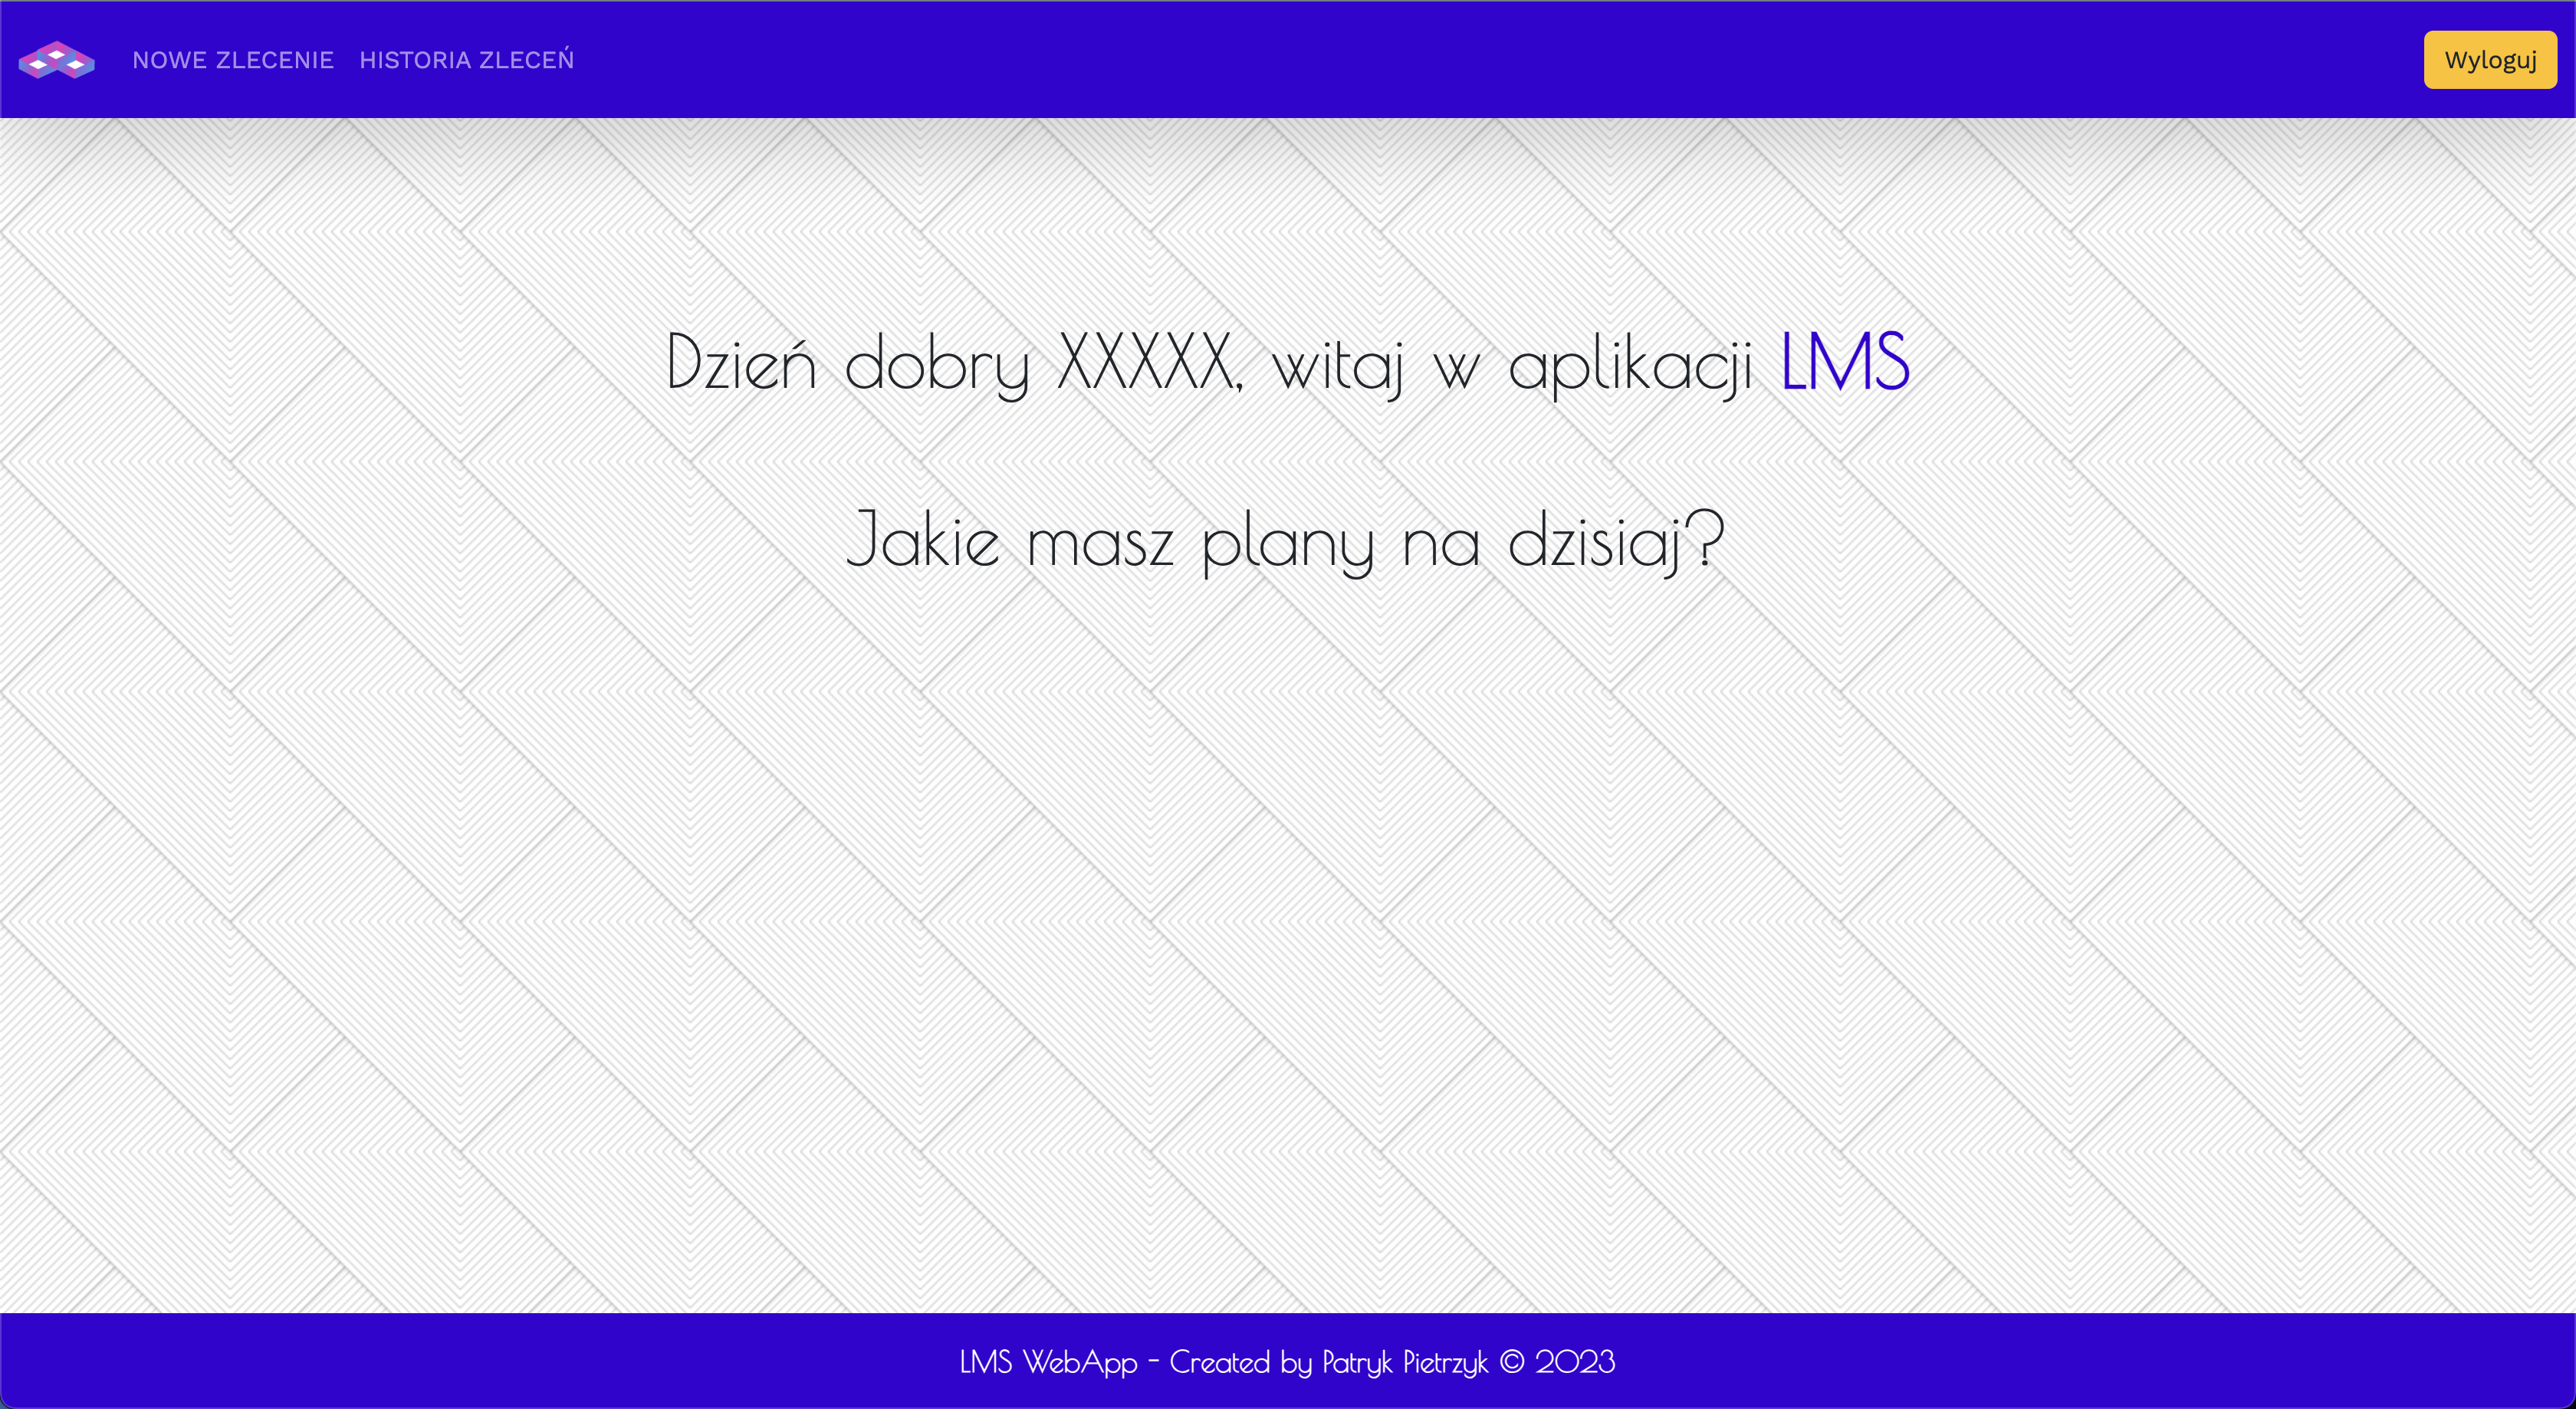 NOWE ZLECENIE HISTORIA ZLECEŃ Wyloguj
Dzień dobry XXXXX, witaj w aplikacji LMS
Jakie masz plany na dzisiaj?
LMS WebApp - Created by Patryk Pietrzyk © 2023